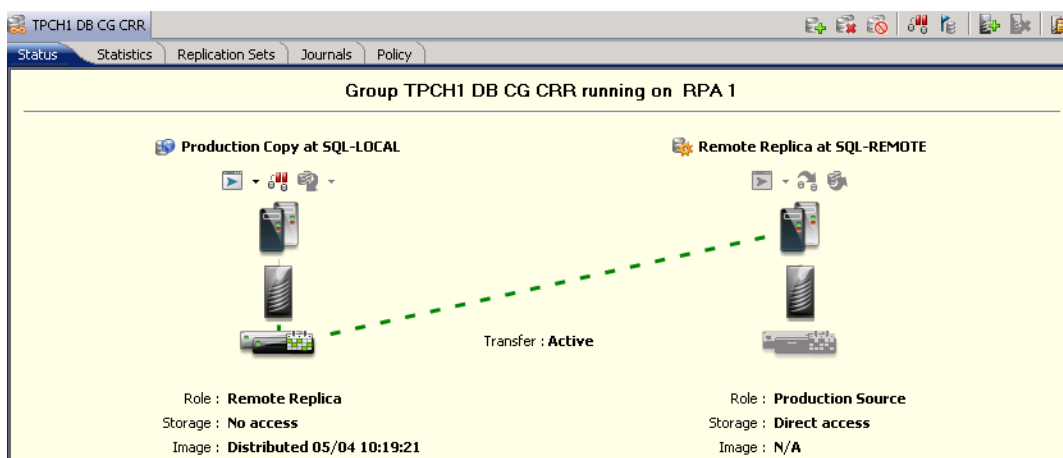 TPCH1 DB CG CRR
Status Statistics Replication Sets Journals Policy
Group TPCH1 DB CG CRR running on RPA 1
Production Copy at SQL-LOCAL
Remote Replica at SQL-REMOTE
Transfer : Active
Role : Remote Replica
Storage : No access
Image : Distributed 05/04 10:19:21
Role : Production Source
Storage : Direct access
Image : N/A